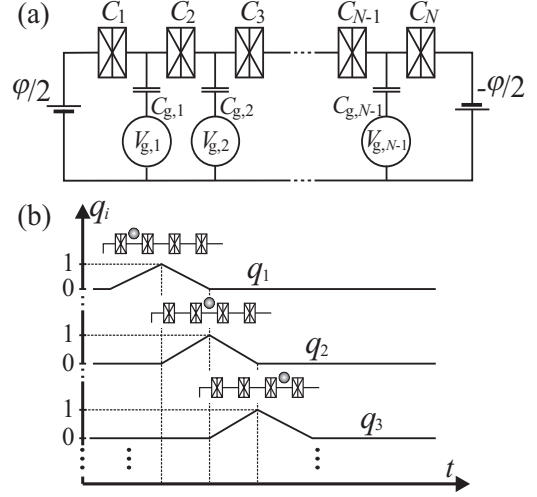 (a) C1 C2 C3 CN-1 CN
φ/2 Cg,1 Cg,2 Cg,N-1 -φ/2
Vg,1 Vg,2 Vg,N-1
(b) qi
1
0 q1
1
0 q2
1
0 q3
t